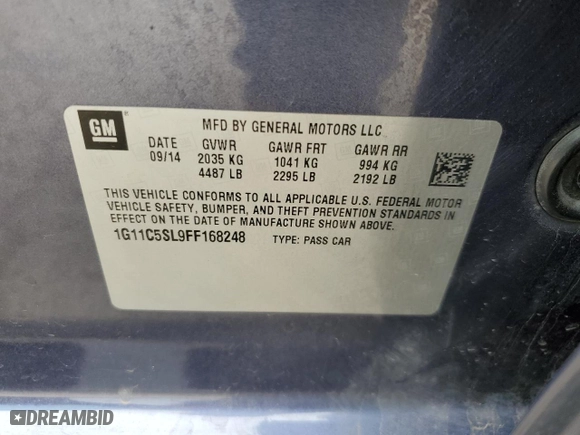 GM
MFD BY GENERAL MOTORS LLC
DATE GVWR GAWR FRT GAWR RR
09/14 2035 KG 1041 KG 994 KG
4487 LB 2295 LB 2192 LB
THIS VEHICLE CONFORMS TO ALL APPLICABLE U.S. FEDERAL MOTOR
VEHICLE SAFETY, BUMPER, AND THEFT PREVENTION STANDARDS IN
EFFECT ON THE DATE OF MANUFACTURE SHOWN ABOVE.
1G11C5SL9FF168248 TYPE: PASS CAR
DREAMBID